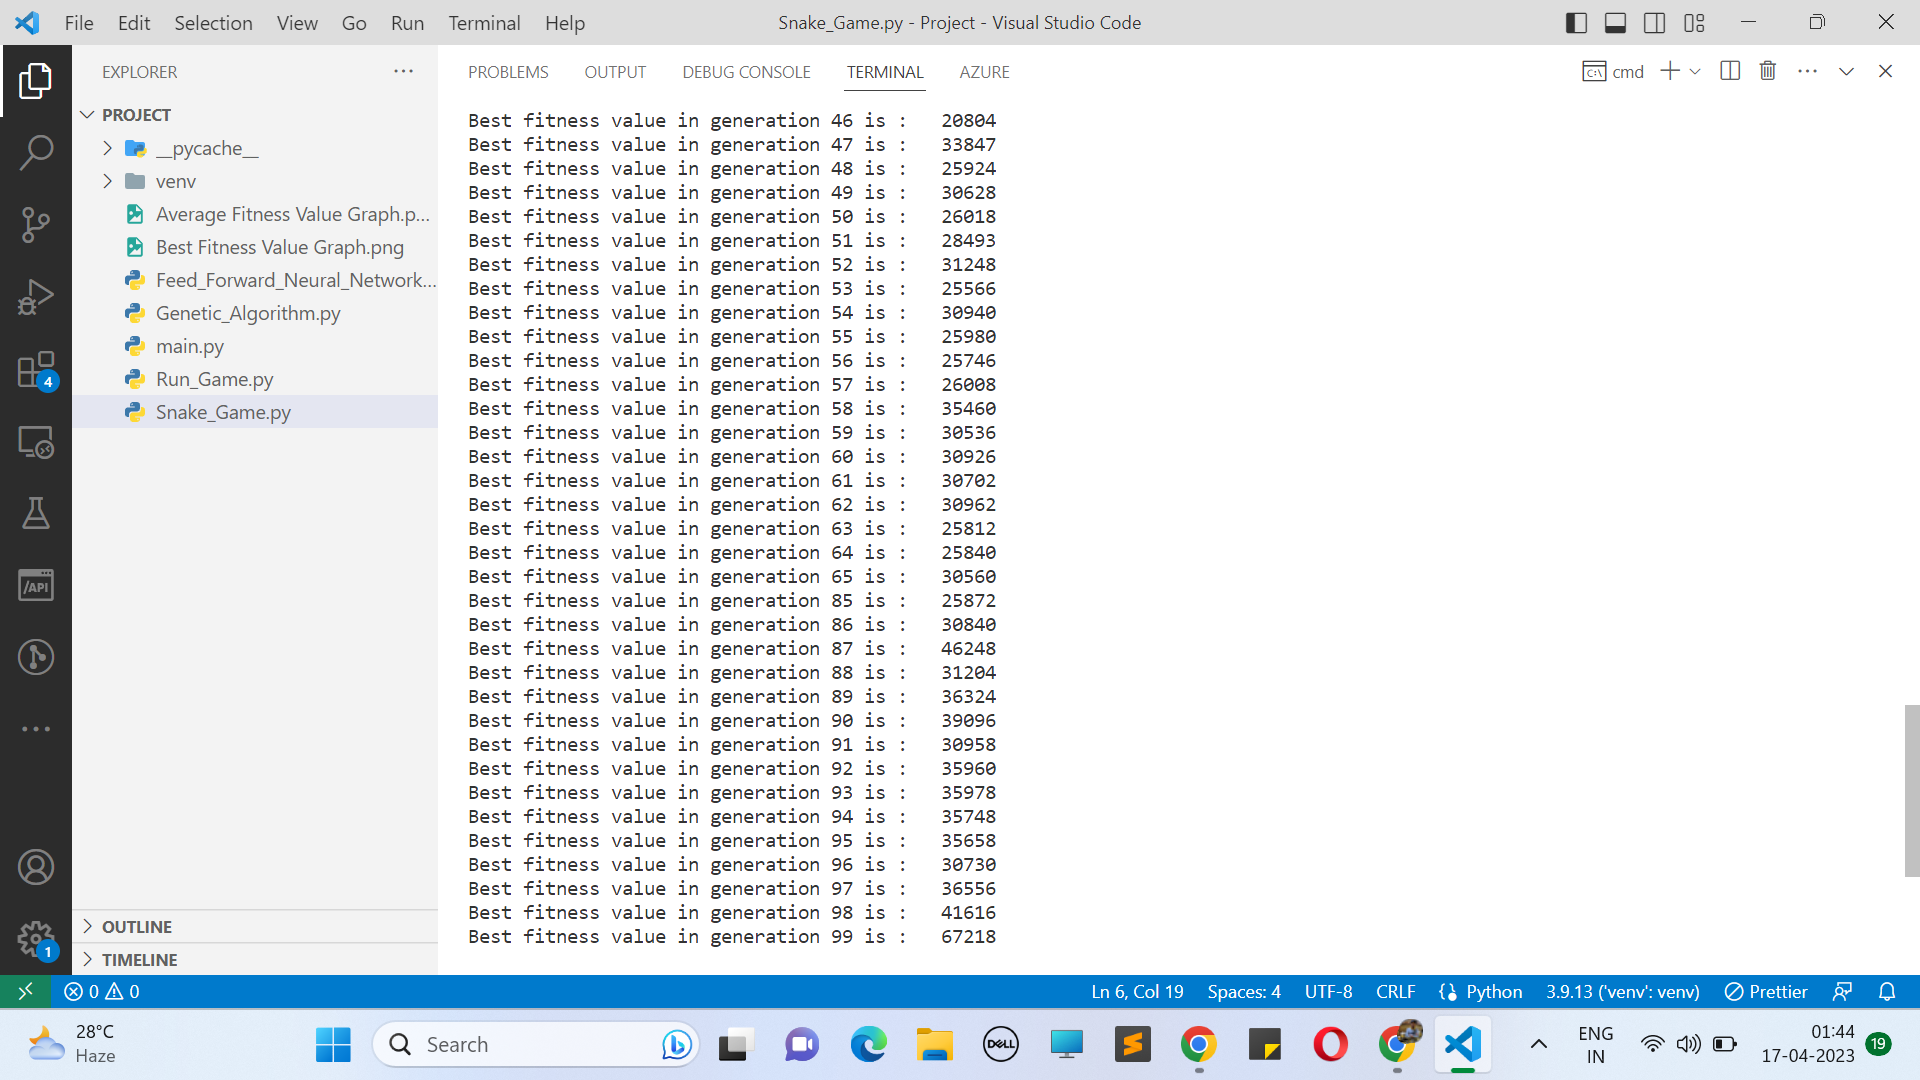 File Edit Selection View Go Run Terminal Help
Snake_Game.py - Project - Visual Studio Code
EXPLORER
PROJECT
__pycache__
venv
Average Fitness Value Graph.p...
Best Fitness Value Graph.png
Feed_Forward_Neural_Network...
Genetic_Algorithm.py
main.py
Run_Game.py
Snake_Game.py
OUTLINE
TIMELINE
4
/API
1
PROBLEMS OUTPUT DEBUG CONSOLE TERMINAL AZURE
cmd
Best fitness value in generation 46 is : 20804
Best fitness value in generation 47 is : 33847
Best fitness value in generation 48 is : 25924
Best fitness value in generation 49 is : 30628
Best fitness value in generation 50 is : 26018
Best fitness value in generation 51 is : 28493
Best fitness value in generation 52 is : 31248
Best fitness value in generation 53 is : 25566
Best fitness value in generation 54 is : 30940
Best fitness value in generation 55 is : 25980
Best fitness value in generation 56 is : 25746
Best fitness value in generation 57 is : 26008
Best fitness value in generation 58 is : 35460
Best fitness value in generation 59 is : 30536
Best fitness value in generation 60 is : 30926
Best fitness value in generation 61 is : 30702
Best fitness value in generation 62 is : 30962
Best fitness value in generation 63 is : 25812
Best fitness value in generation 64 is : 25840
Best fitness value in generation 65 is : 30560
Best fitness value in generation 85 is : 25872
Best fitness value in generation 86 is : 30840
Best fitness value in generation 87 is : 46248
Best fitness value in generation 88 is : 31204
Best fitness value in generation 89 is : 36324
Best fitness value in generation 90 is : 39096
Best fitness value in generation 91 is : 30958
Best fitness value in generation 92 is : 35960
Best fitness value in generation 93 is : 35978
Best fitness value in generation 94 is : 35748
Best fitness value in generation 95 is : 35658
Best fitness value in generation 96 is : 30730
Best fitness value in generation 97 is : 36556
Best fitness value in generation 98 is : 41616
Best fitness value in generation 99 is : 67218
0 0
Ln 6, Col 19 Spaces: 4 UTF-8 CRLF Python 3.9.13 ('venv': venv) Prettier
28°C
Haze
Search
DELL
ENG
IN
01:44
17-04-2023
19